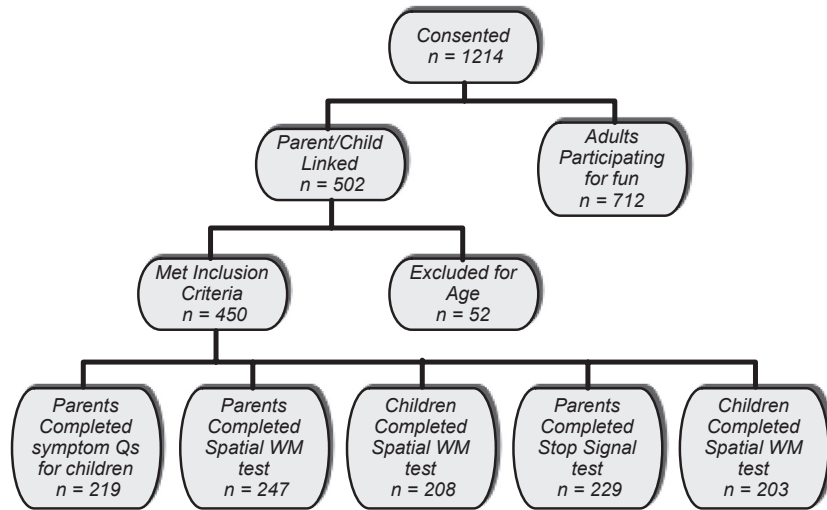 Consented
n = 1214
Parent/Child
Linked
n = 502
Adults
Participating
for fun
n = 712
Met Inclusion
Criteria
n = 450
Excluded for
Age
n = 52
Parents
Completed
symptom Qs
for children
n = 219
Parents
Completed
Spatial WM
test
n = 247
Children
Completed
Spatial WM
test
n = 208
Parents
Completed
Stop Signal
test
n = 229
Children
Completed
Spatial WM
test
n = 203